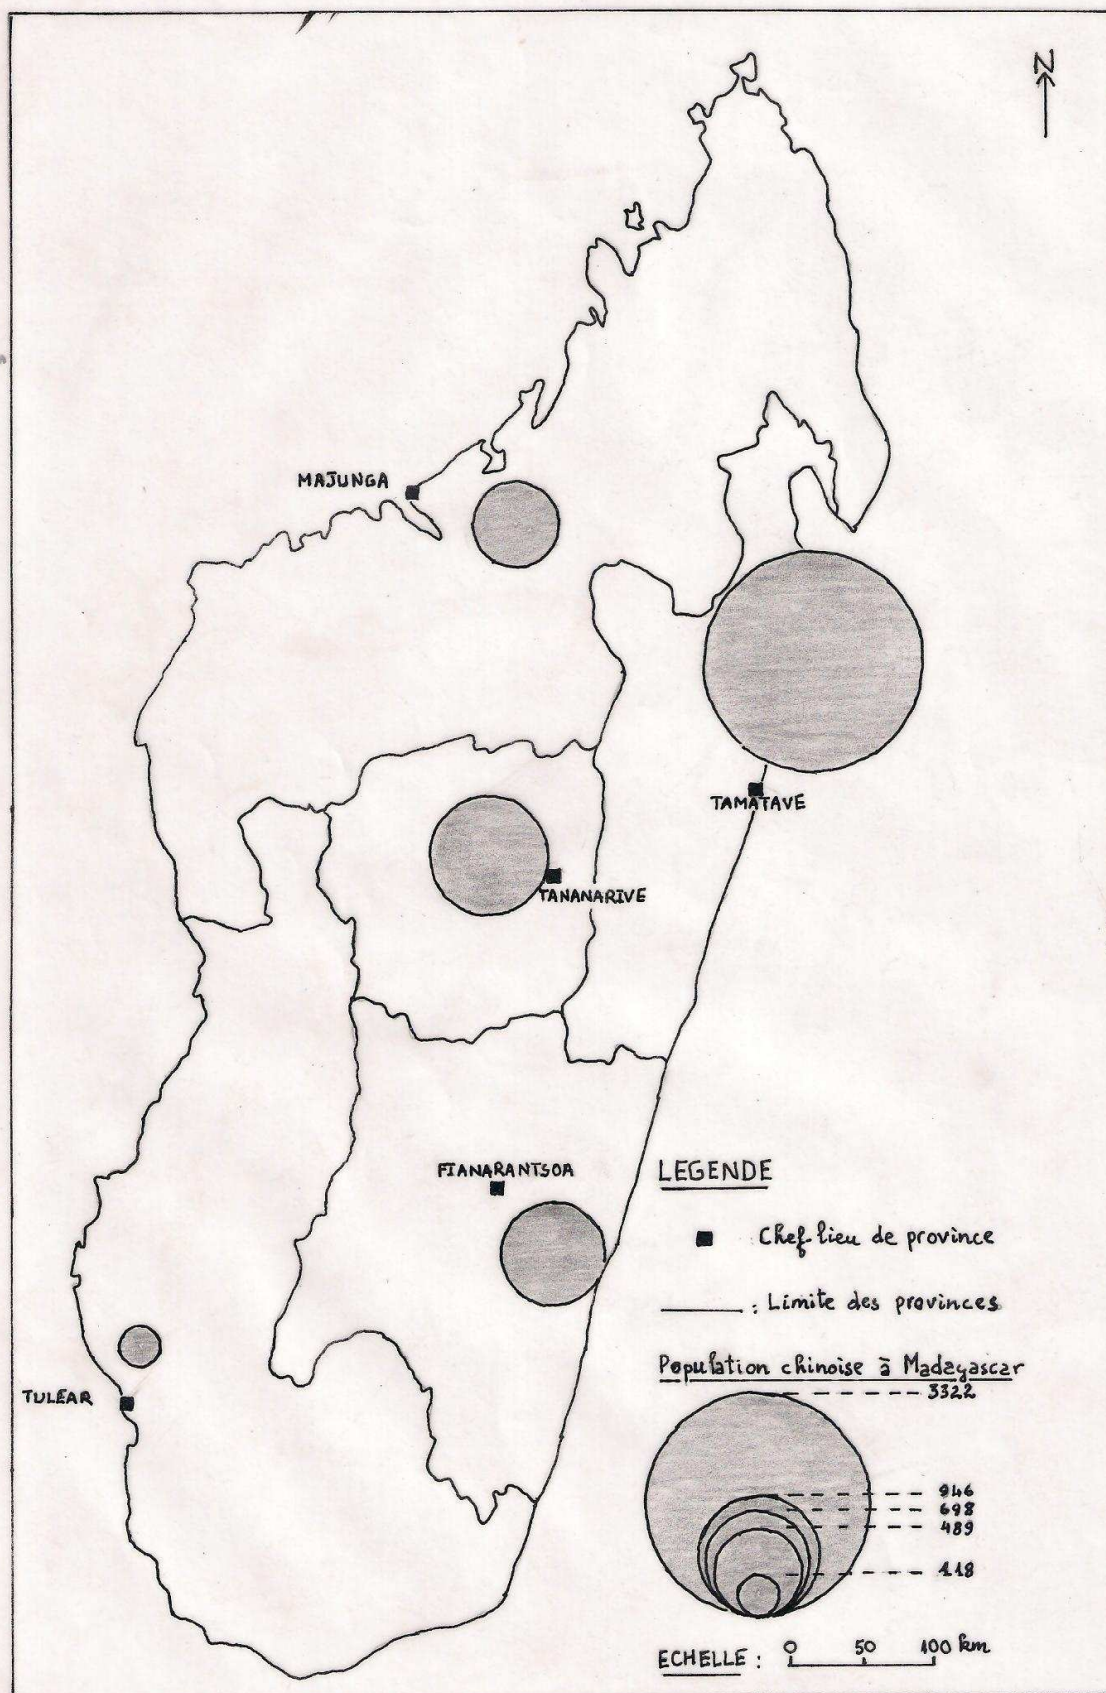 N
MAJUNGA
TAMATAVE
TANANARIVE
FIANARANTSOA
TULEAR
LEGENDE
: Chef-lieu de province
: Limite des provinces
Population chinoise à Madagascar
3322
946
698
489
118
ECHELLE : 0 50 100 km